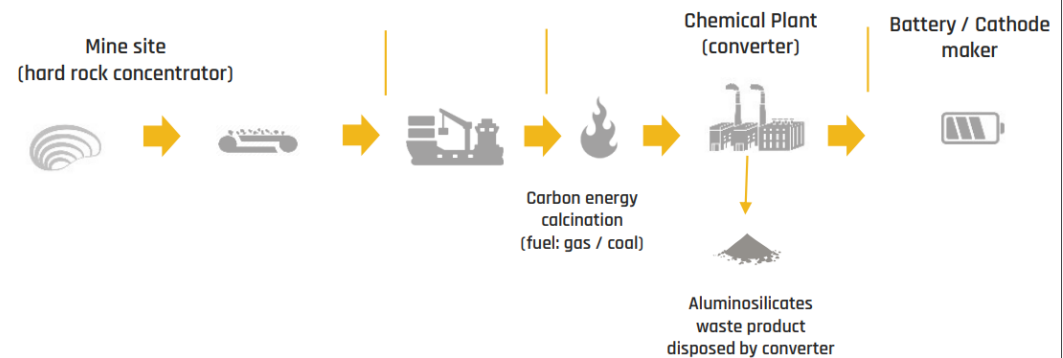 Mine site
(hard rock concentrator)
Chemical Plant
(converter)
Battery / Cathode
maker
Carbon energy
calcination
(fuel: gas / coal)
Aluminosilicates
waste product
disposed by converter